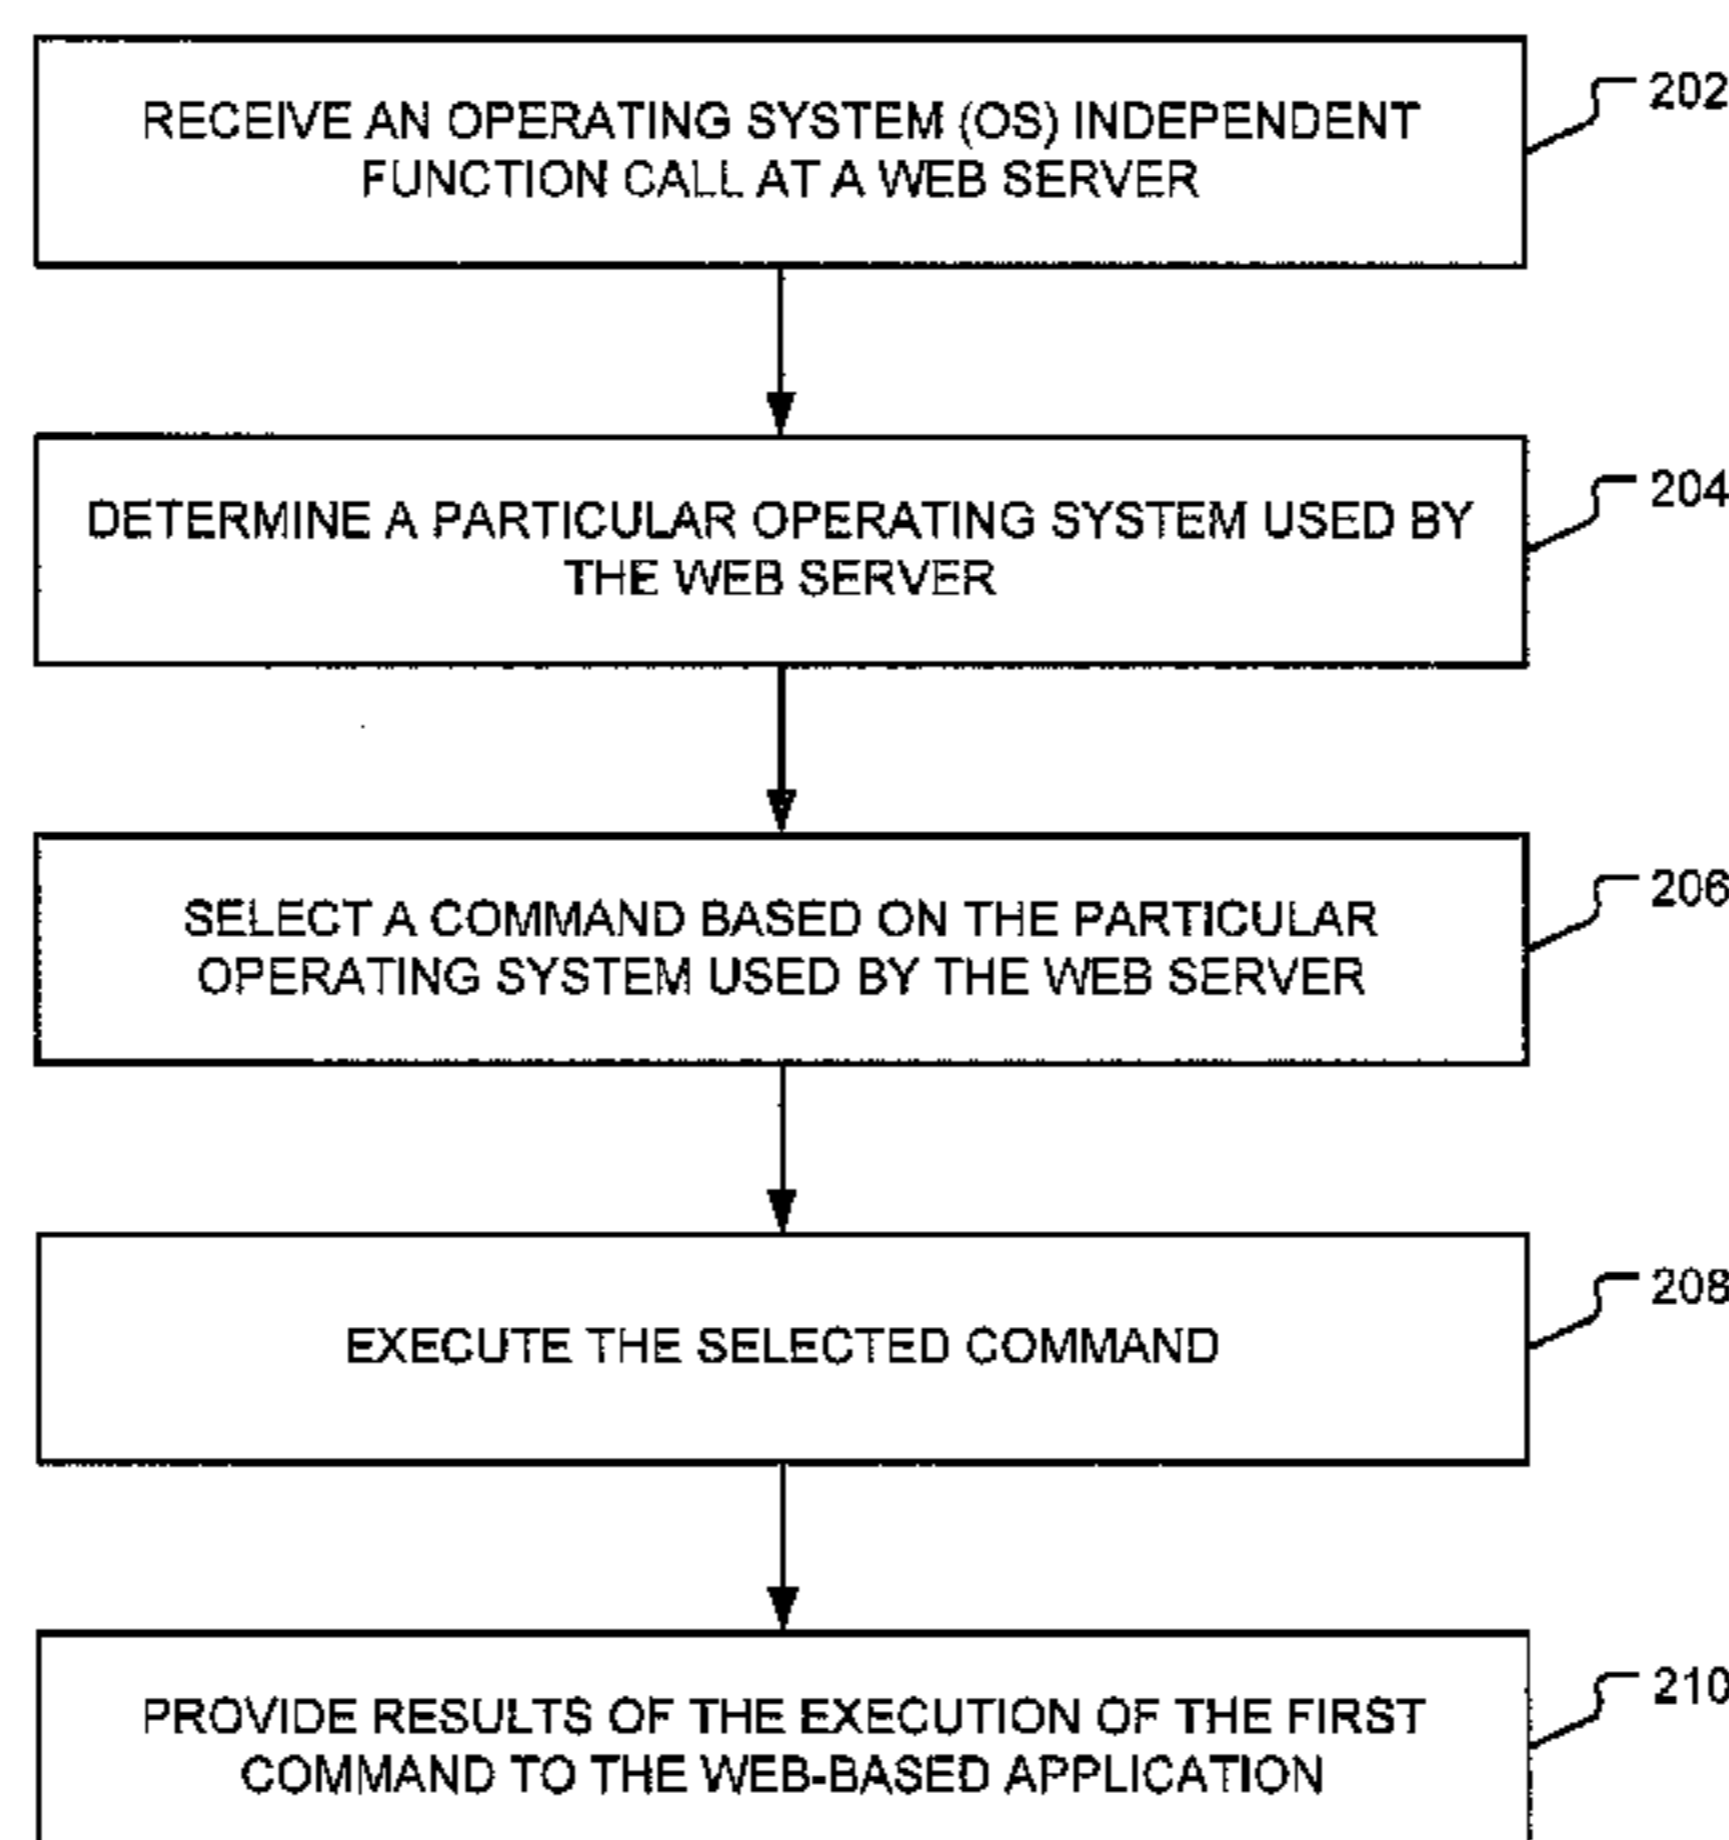 RECEIVE AN OPERATING SYSTEM (OS) INDEPENDENT
FUNCTION CALL AT A WEB SERVER
202
DETERMINE A PARTICULAR OPERATING SYSTEM USED BY
THE WEB SERVER
204
SELECT A COMMAND BASED ON THE PARTICULAR
OPERATING SYSTEM USED BY THE WEB SERVER
206
EXECUTE THE SELECTED COMMAND
208
PROVIDE RESULTS OF THE EXECUTION OF THE FIRST
COMMAND TO THE WEB-BASED APPLICATION
210